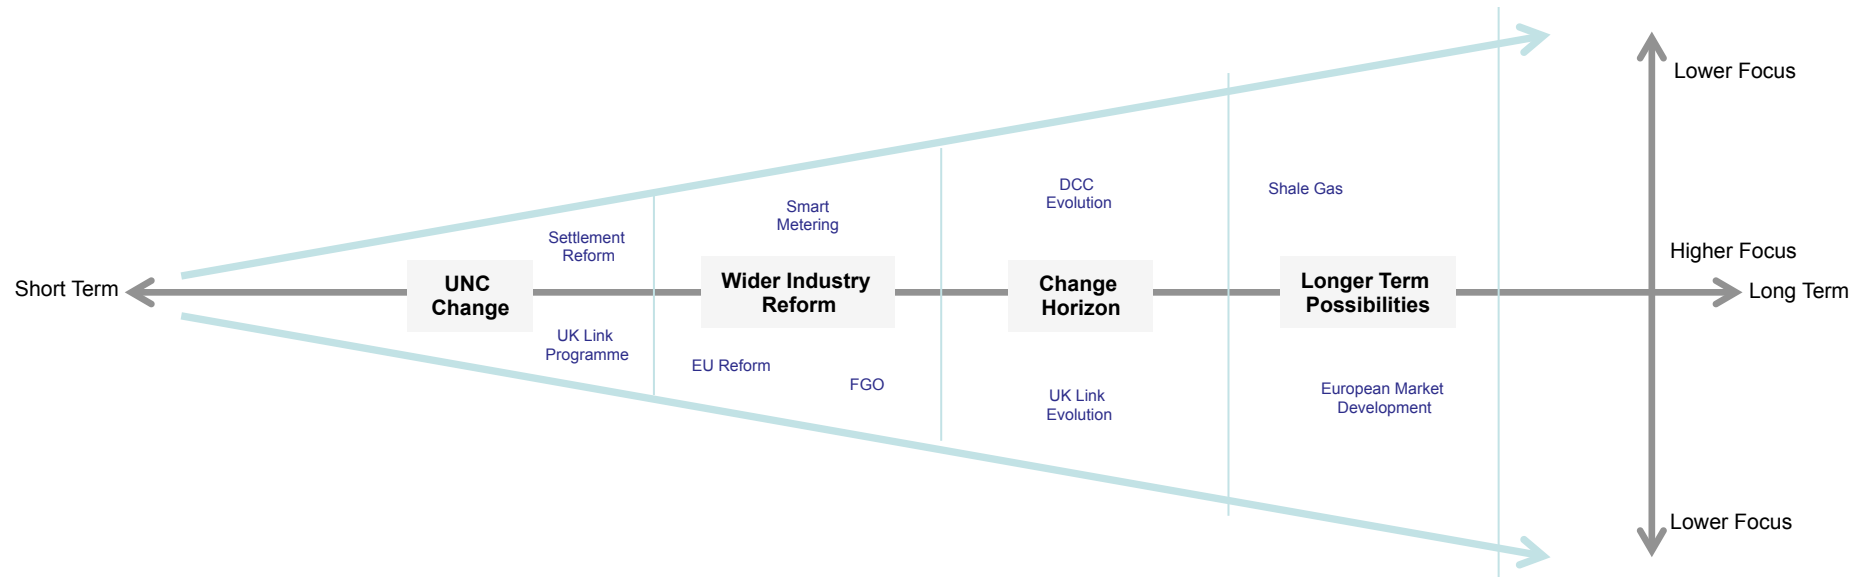 Short Term
Settlement
Reform
UNC
Change
UK Link
Programme
Smart
Metering
Wider Industry
Reform
EU Reform
FGO
DCC
Evolution
Change
Horizon
UK Link
Evolution
Shale Gas
Longer Term
Possibilities
European Market
Development
Lower Focus
Higher Focus
Long Term
Lower Focus